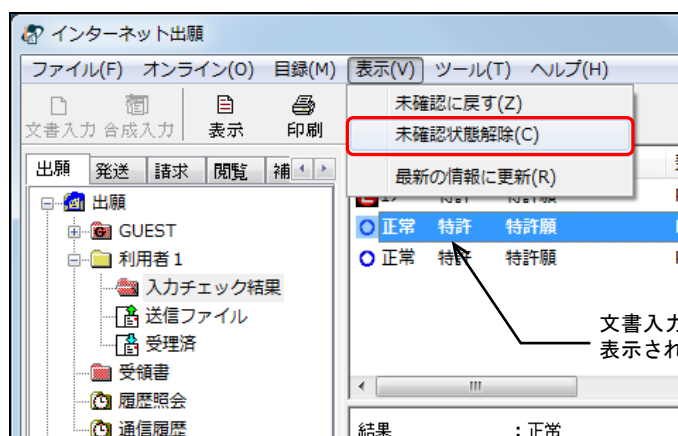 インターネット出願
ファイル(F) オンライン(O) 目録(M) 表示(V) ツール(T) ヘルプ(H)
文書入力 合成入力 表示 印刷
未確認に戻す(Z)
未確認状態解除(C)
最新の情報に更新(R)
出願 発送 請求 閲覧 補
出願
GUEST
利用者1
入力チェック結果
送信ファイル
受理済
受領書
履歴照会
通信履歴
正常 特許 特許願
正常 特許 特許願
文書入力
表示され
結果 : 正常